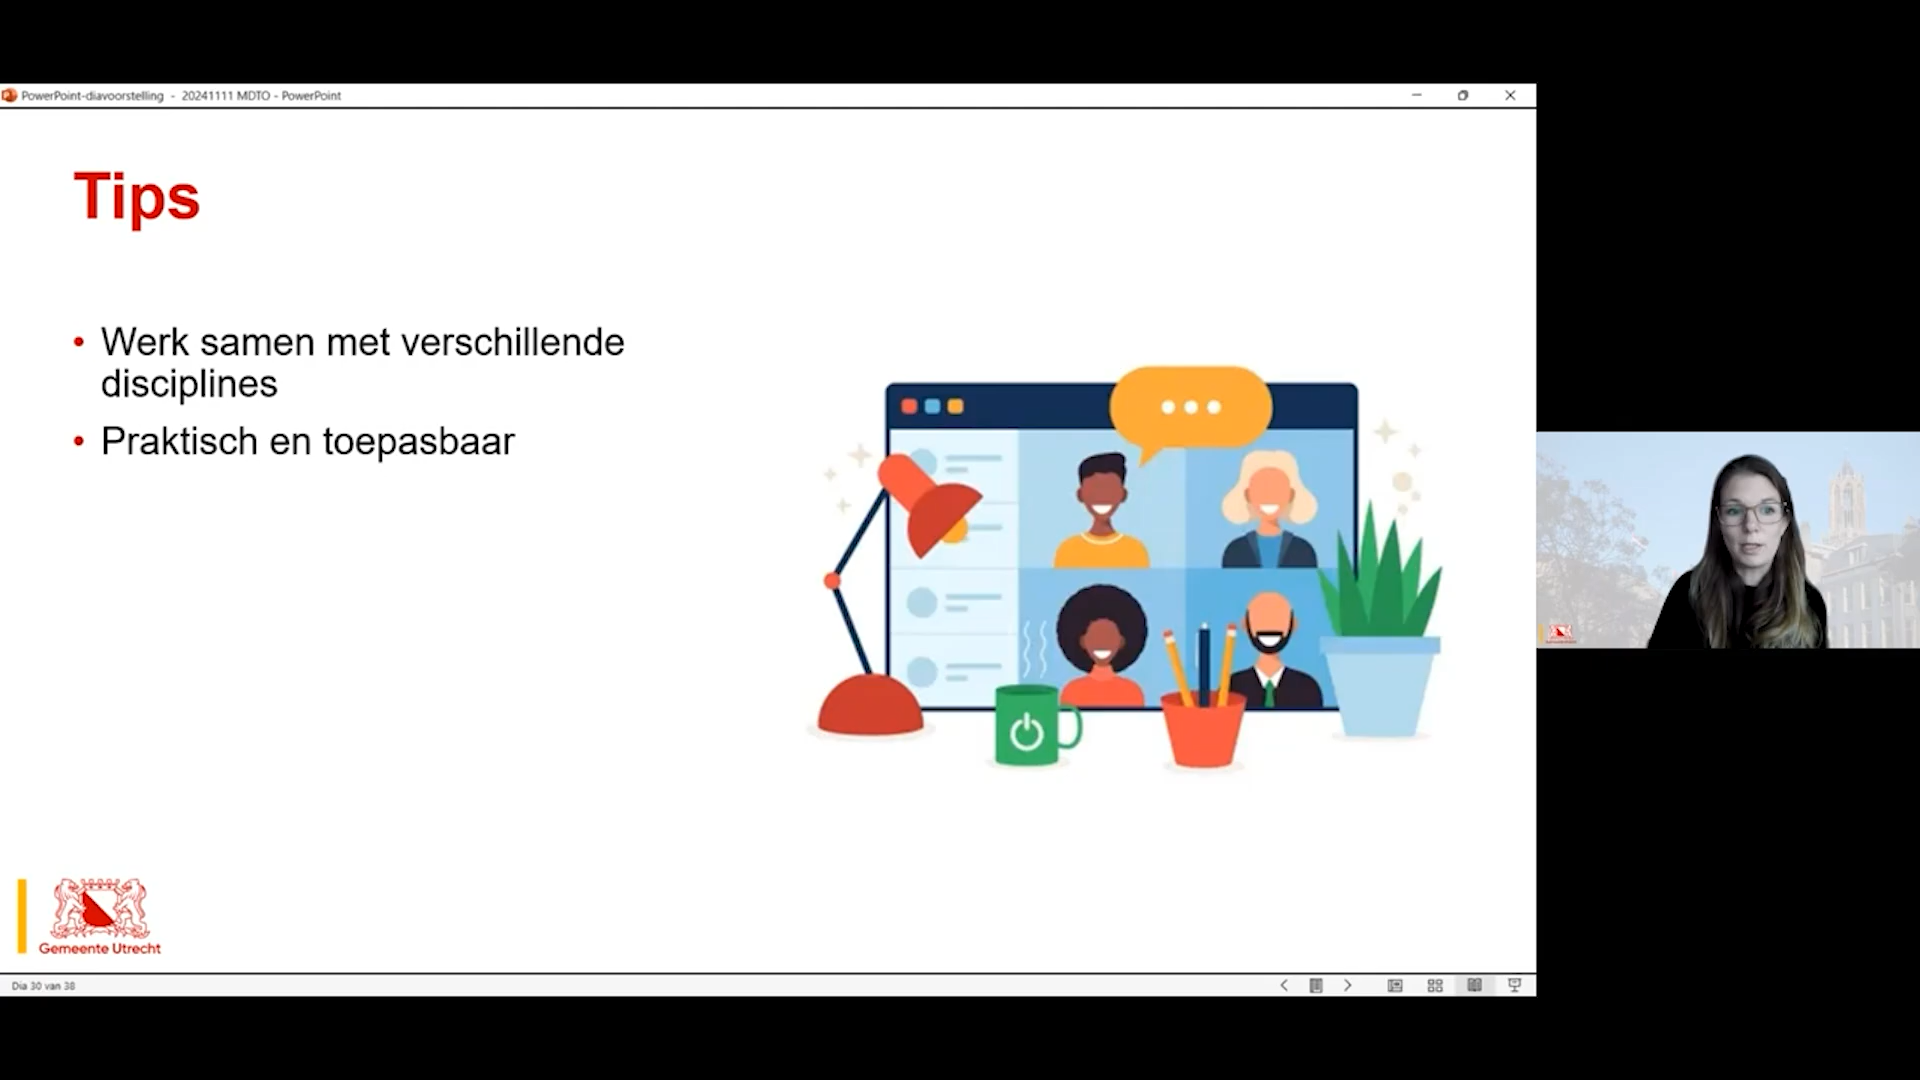 PowerPoint-diavoorstelling - 20241111 MDTO - PowerPoint
Tips
• Werk samen met verschillende
disciplines
• Praktisch en toepasbaar
Gemeente Utrecht
Dia 30 van 38